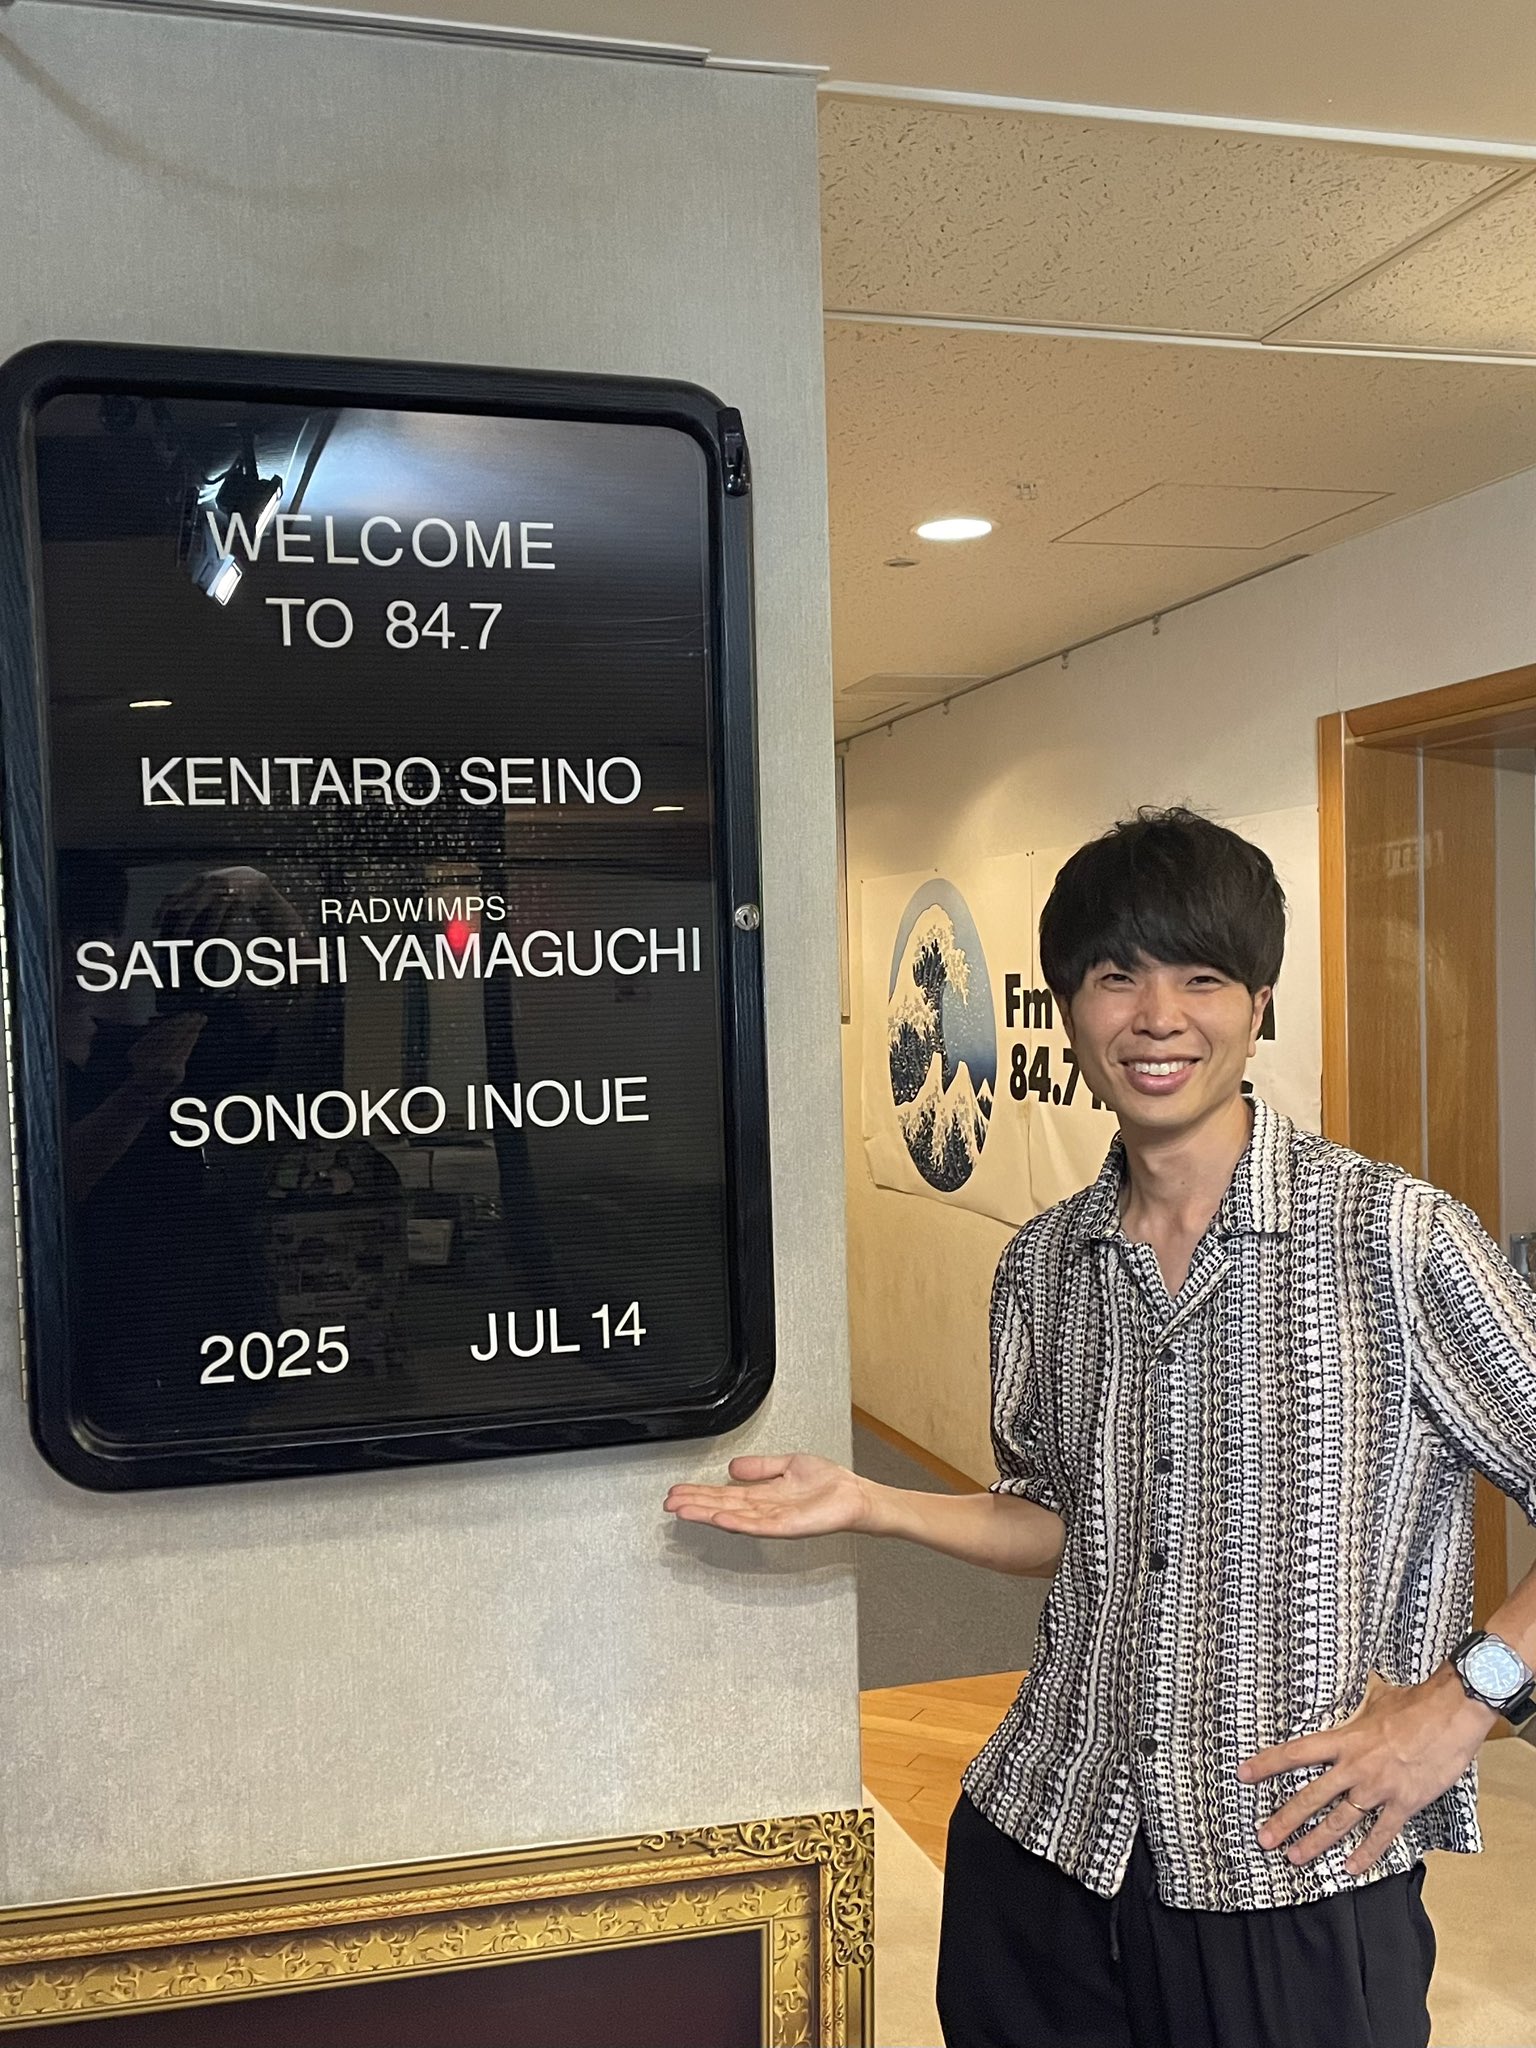 WELCOME
TO 84.7
KENTARO SEINO
RADWIMPS
SATOSHI YAMAGUCHI
SONOKO INOUE
2025 JUL 14
Fm
84.7